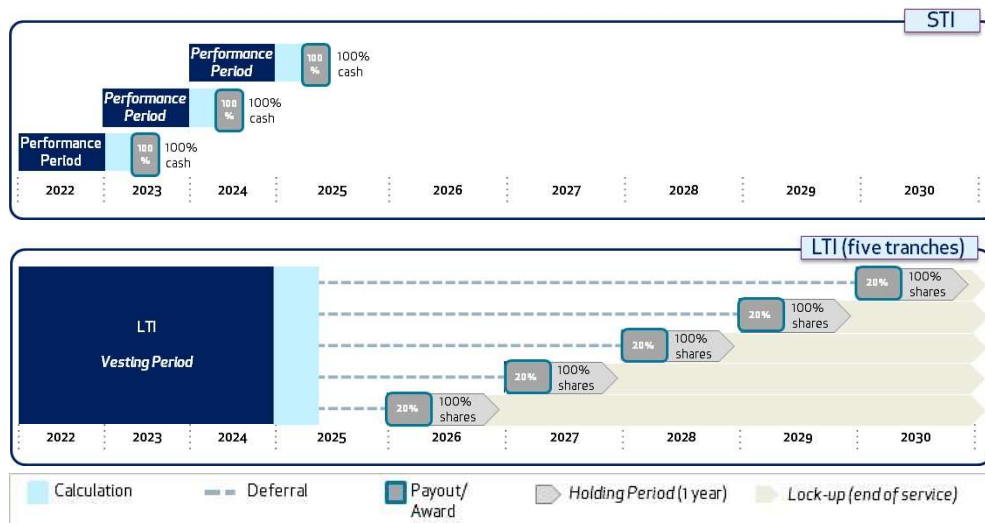 STI
Performance
Period
100
%
100%
cash
Performance
Period
100
%
100%
cash
Performance
Period
100
%
100%
cash
2022 2023 2024 2025 2026 2027 2028 2029 2030
LTI (five tranches)
LTI
Vesting Period
20% 100%
shares
20% 100%
shares
20% 100%
shares
20% 100%
shares
20% 100%
shares
2022 2023 2024 2025 2026 2027 2028 2029 2030
Calculation
Deferral
Payout/
Award
Holding Period (1 year)
Lock-up (end of service)